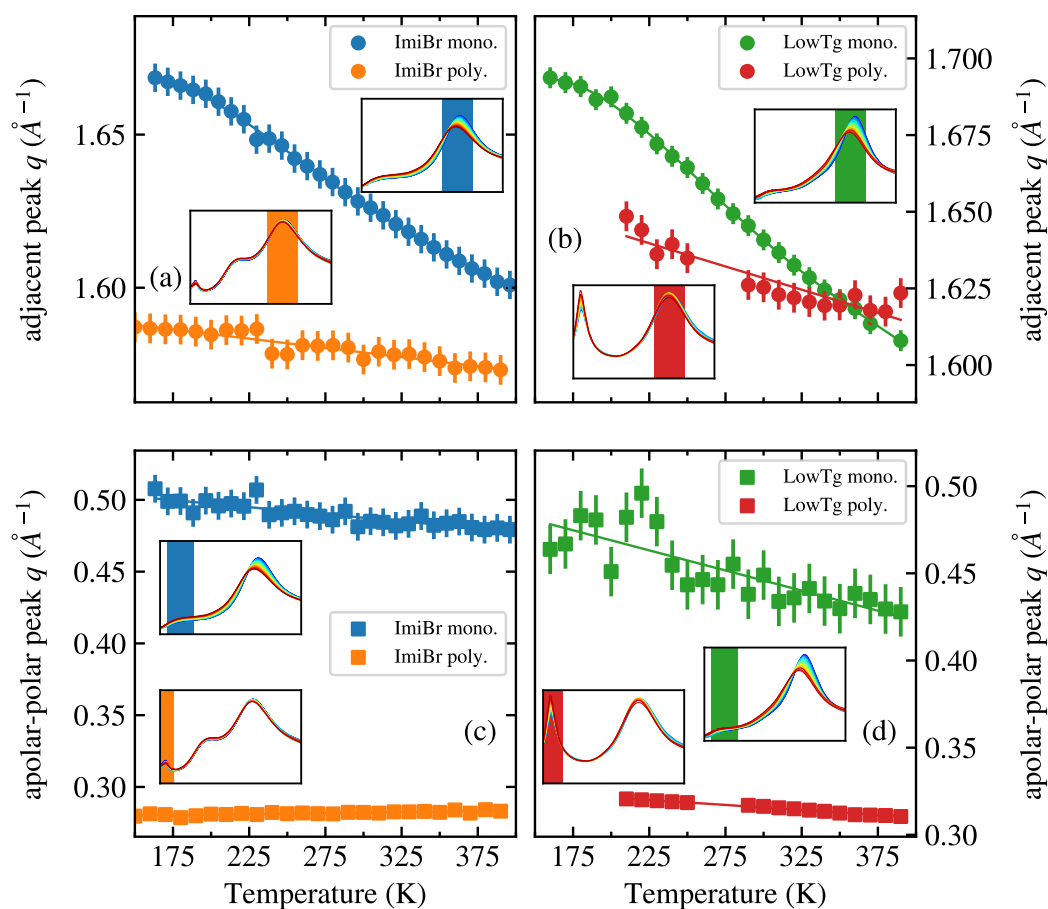 ImiBr mono.
ImiBr poly.
LowTg mono.
LowTg poly.
adjacent peak q (Å⁻¹)
1.65
1.60
(a)
(b)
1.700
1.675
1.650
1.625
1.600
adjacent peak q (Å⁻¹)
apolar-polar peak q (Å⁻¹)
0.50
0.45
0.40
0.35
0.30
ImiBr mono.
ImiBr poly.
(c)
LowTg mono.
LowTg poly.
(d)
0.50
0.45
0.40
0.35
0.30
apolar-polar peak q (Å⁻¹)
175 225 275 325 375
175 225 275 325 375
Temperature (K)
Temperature (K)